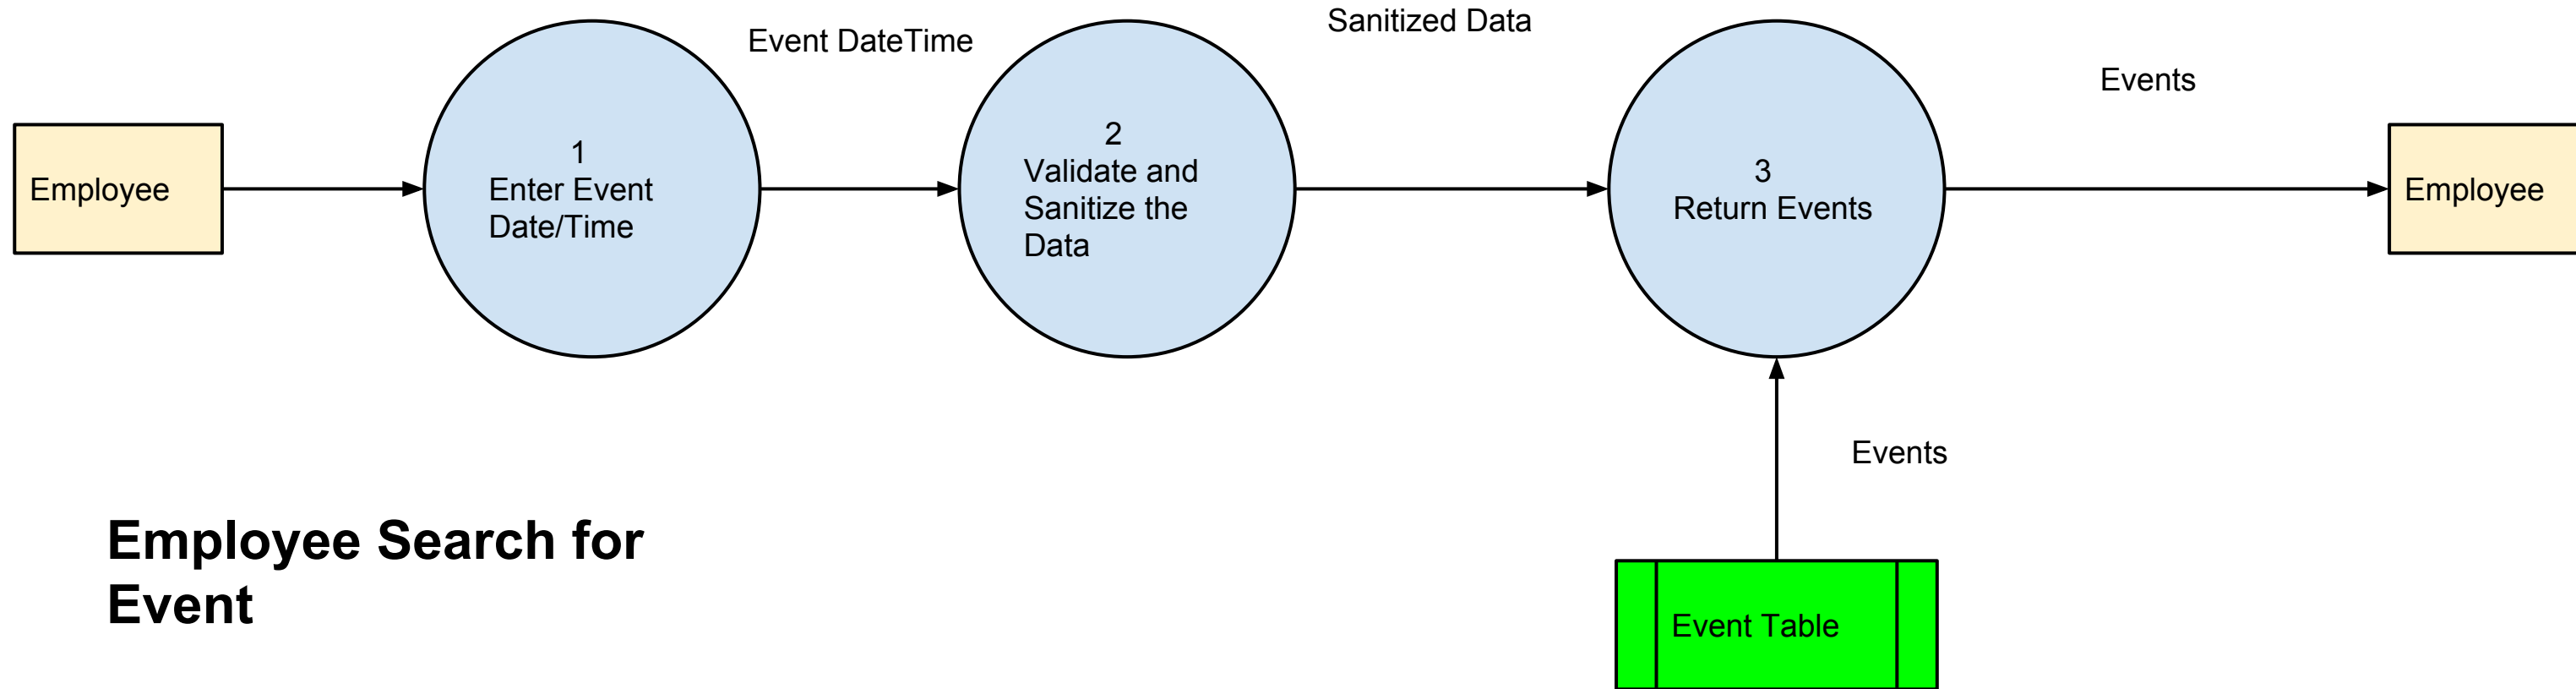 Sanitized Data
Event DateTime
Events
Employee
1
Enter Event
Date/Time
2
Validate and
Sanitize the
Data
3
Return Events
Employee
Events
Employee Search for
Event
Event Table